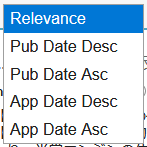 Relevance
Pub Date Desc
Pub Date Asc
App Date Desc
App Date Asc